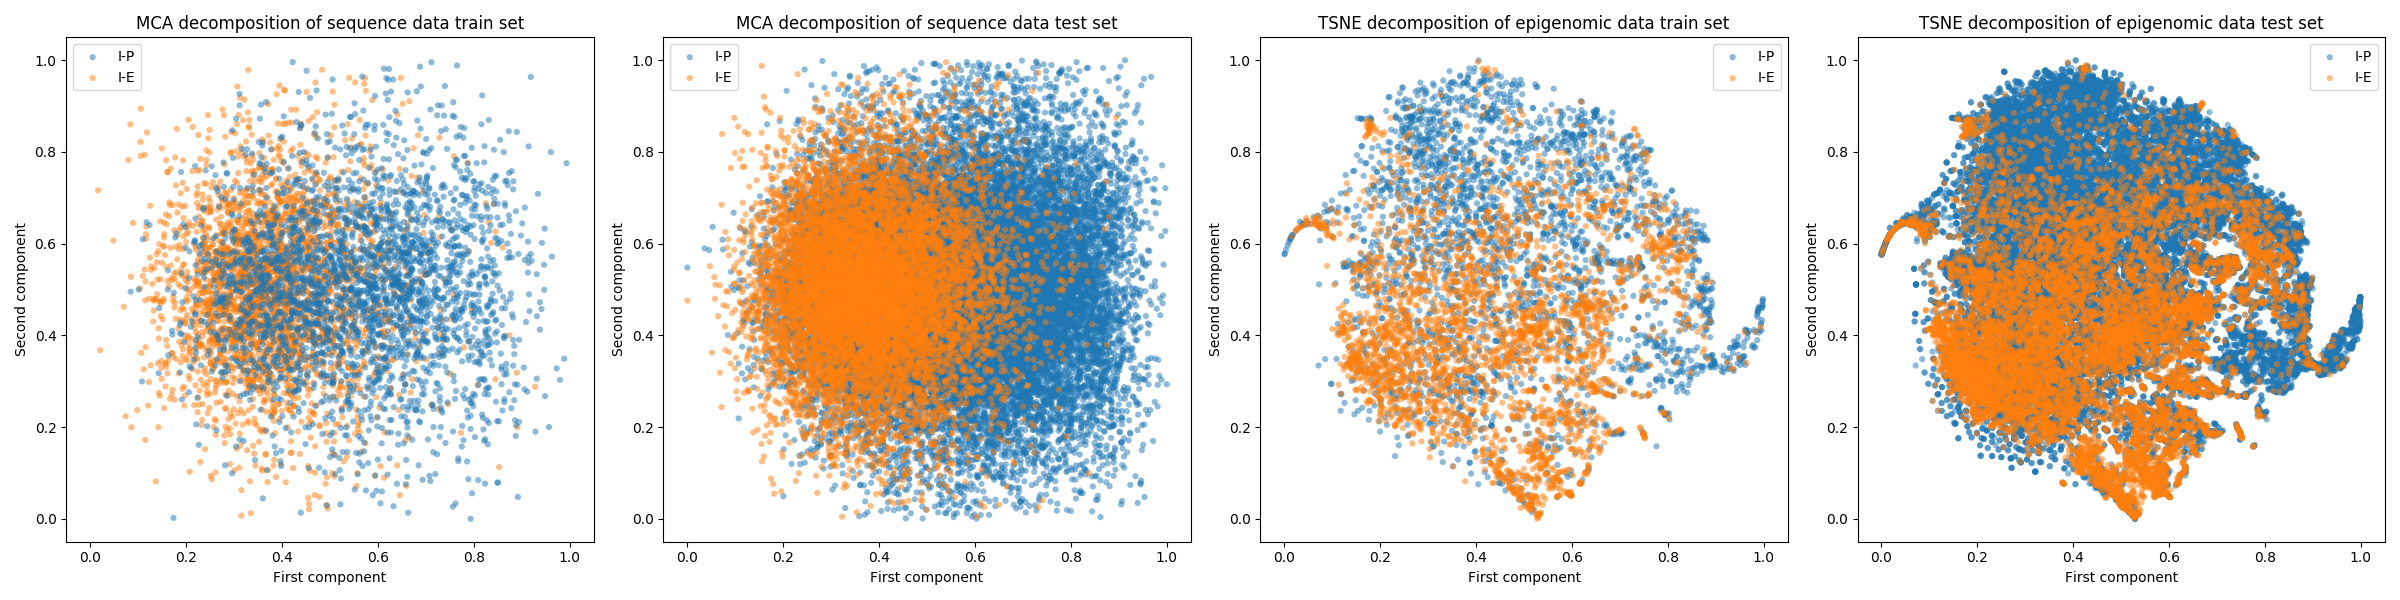 MCA decomposition of sequence data train set
I-P
I-E
1.0
0.8
0.6
0.4
0.2
0.0
Second component
0.0 0.2 0.4 0.6 0.8 1.0
First component
MCA decomposition of sequence data test set
I-P
I-E
1.0
0.8
0.6
0.4
0.2
0.0
Second component
0.0 0.2 0.4 0.6 0.8 1.0
First component
TSNE decomposition of epigenomic data train set
I-P
I-E
1.0
0.8
0.6
0.4
0.2
0.0
Second component
0.0 0.2 0.4 0.6 0.8 1.0
First component
TSNE decomposition of epigenomic data test set
I-P
I-E
1.0
0.8
0.6
0.4
0.2
0.0
Second component
0.0 0.2 0.4 0.6 0.8 1.0
First component